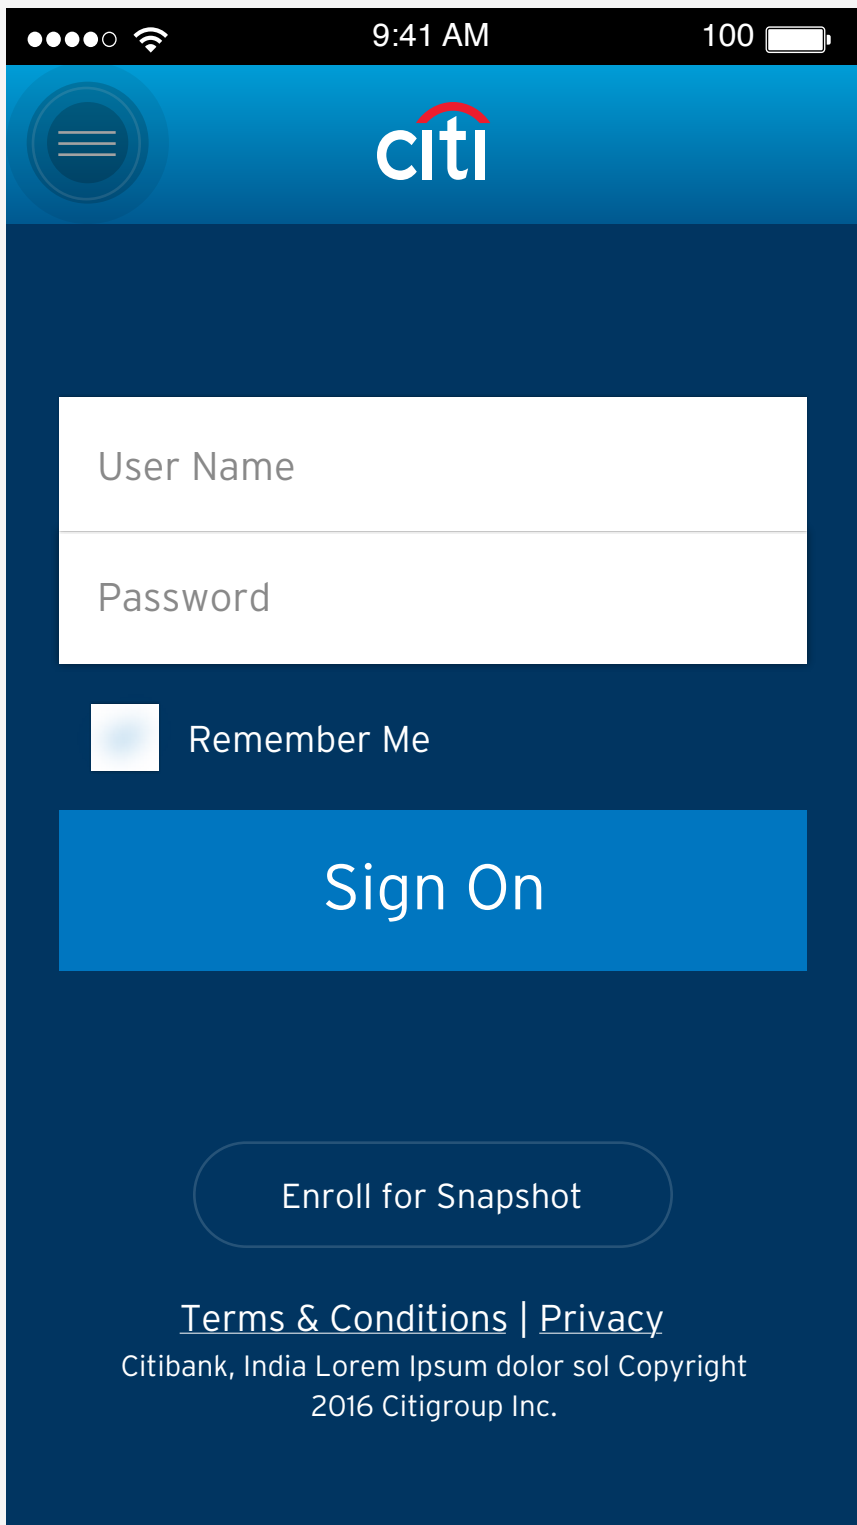 9:41 AM 100
citi
User Name
Password
Remember Me
Sign On
Enroll for Snapshot
Terms & Conditions | Privacy
Citibank, India Lorem Ipsum dolor sol Copyright
2016 Citigroup Inc.